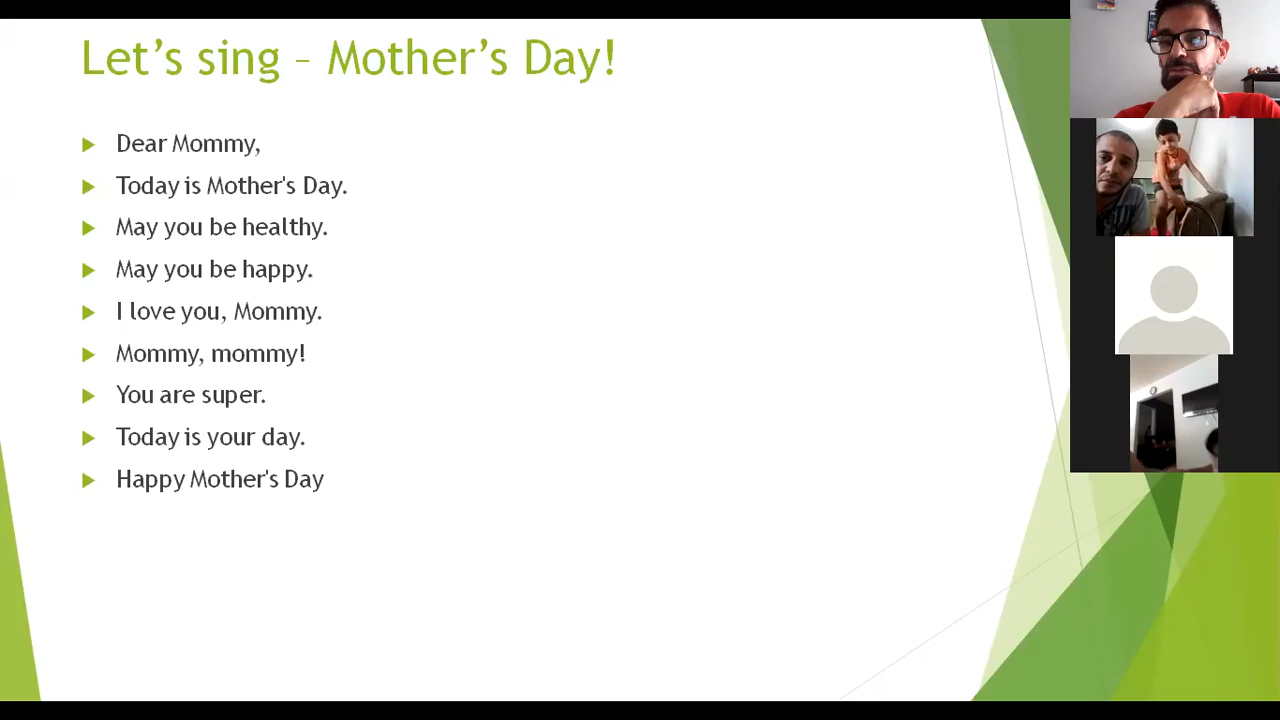 Let’s sing – Mother’s Day!
Dear Mommy,
Today is Mother's Day.
May you be healthy.
May you be happy.
I love you, Mommy.
Mommy, mommy!
You are super.
Today is your day.
Happy Mother's Day